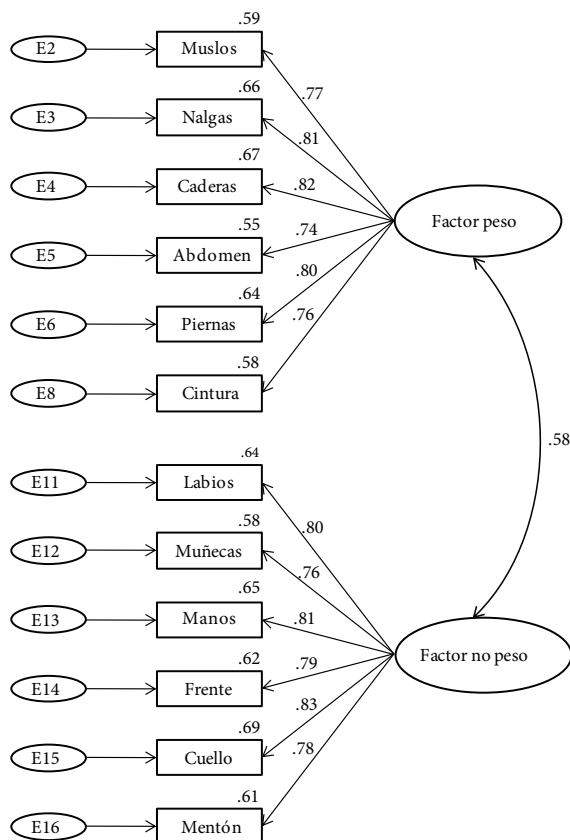 .59
E2 Muslos
.77
.66
E3 Nalgas
.81
.67
E4 Caderas
.82
Factor peso
.55
E5 Abdomen
.74
.64
E6 Piernas
.80
.76
.58
E8 Cintura
.58
.64
E11 Labios
.80
.58
E12 Muñecas
.76
.65
E13 Manos
.81
Factor no peso
.62
E14 Frente
.79
.83
.69
E15 Cuello
.78
.61
E16 Mentón